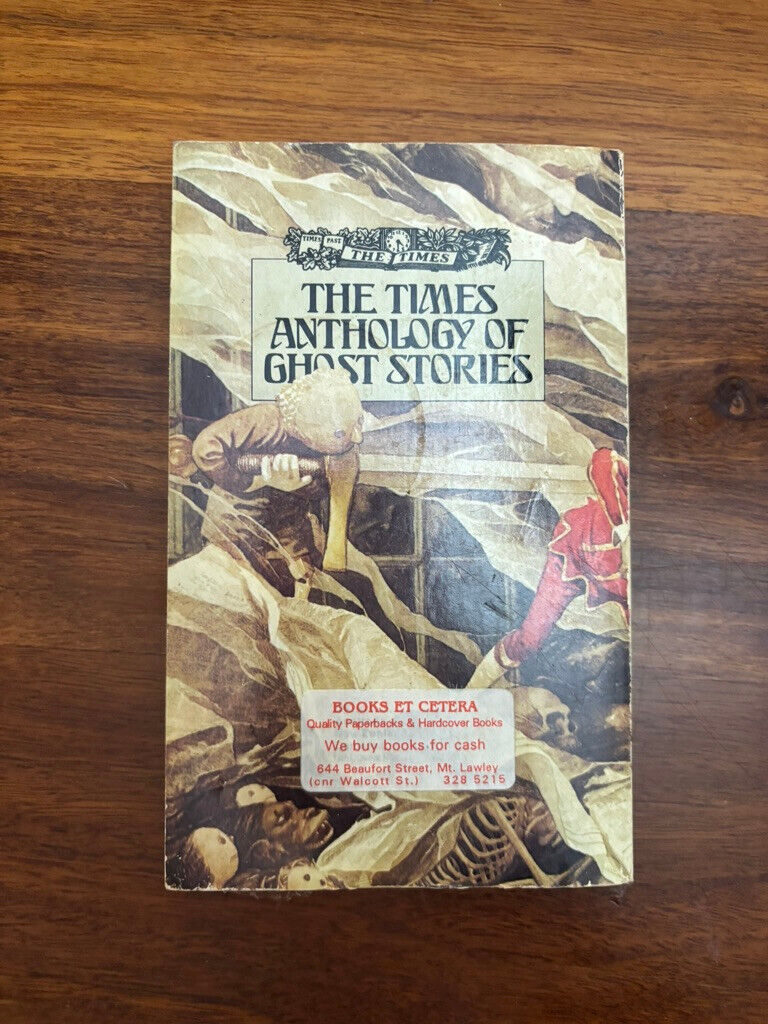 TIMES PAST
THE TIMES
THE TIMES
ANTHOLOGY OF
GHOST STORIES
BOOKS ET CETERA
Quality Paperbacks & Hardcover Books
We buy books for cash
644 Beaufort Street, Mt. Lawley
(cnr Walcott St.) 328 5215